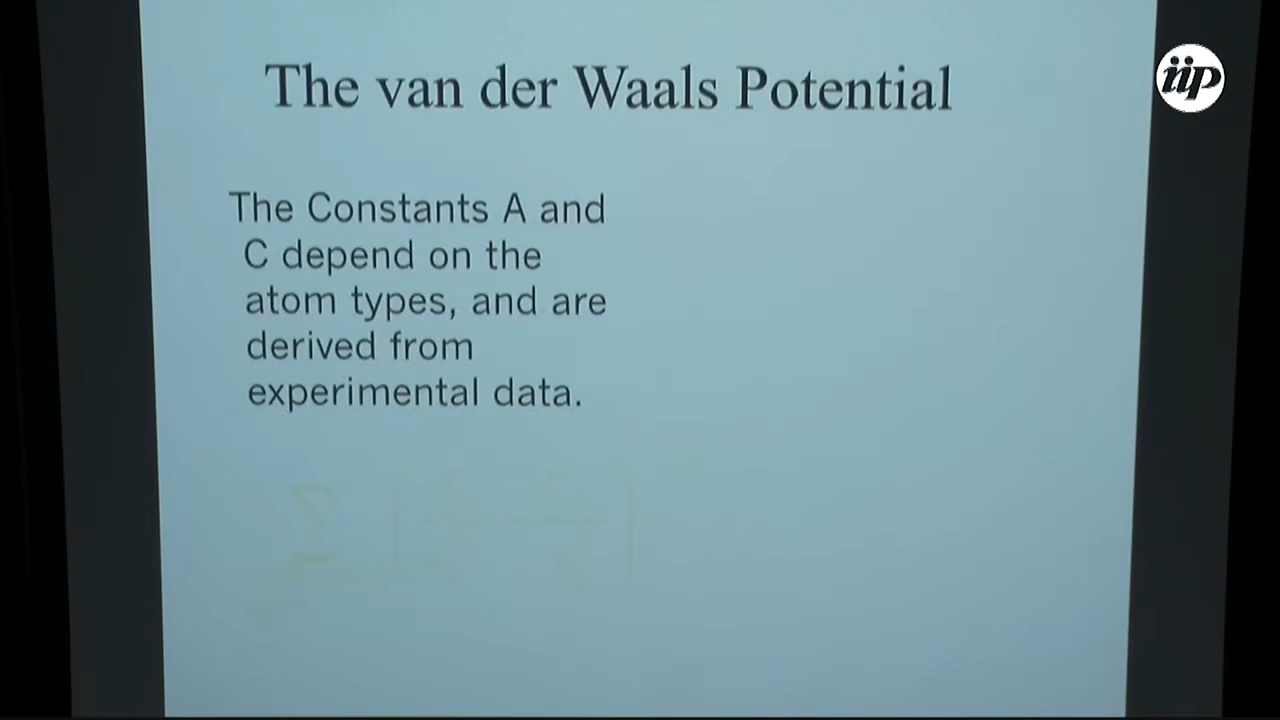 iip
The van der Waals Potential
The Constants A and
C depend on the
atom types, and are
derived from
experimental data.
Σ